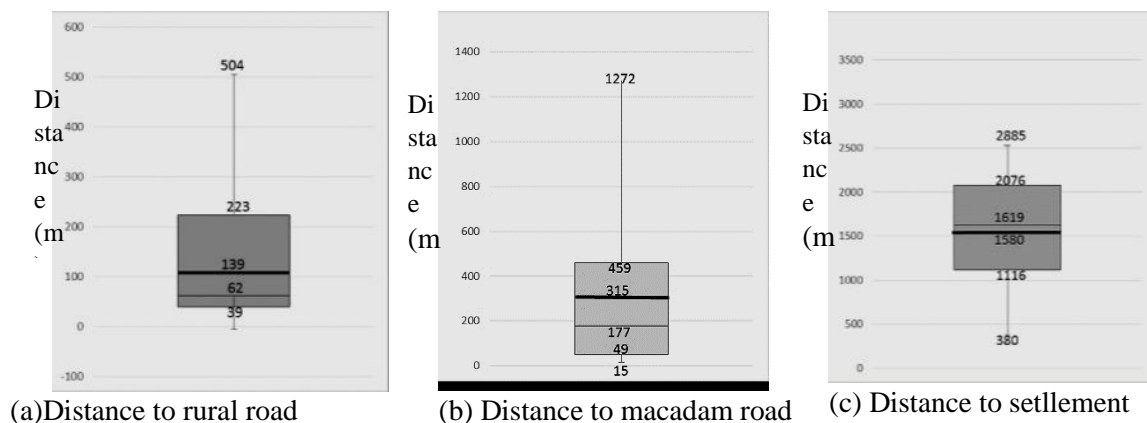 600
500
400
300
200
100
0
-100
Di
sta
nc
e
(m
504
223
139
62
39
(a)Distance to rural road
1400
1200
1000
800
600
400
200
0
Di
sta
nc
e
(m
1272
459
315
177
49
15
(b) Distance to macadam road
3500
3000
2500
2000
1500
1000
500
0
Di
sta
nc
e
(m
2885
2076
1619
1580
1116
380
(c) Distance to setllement